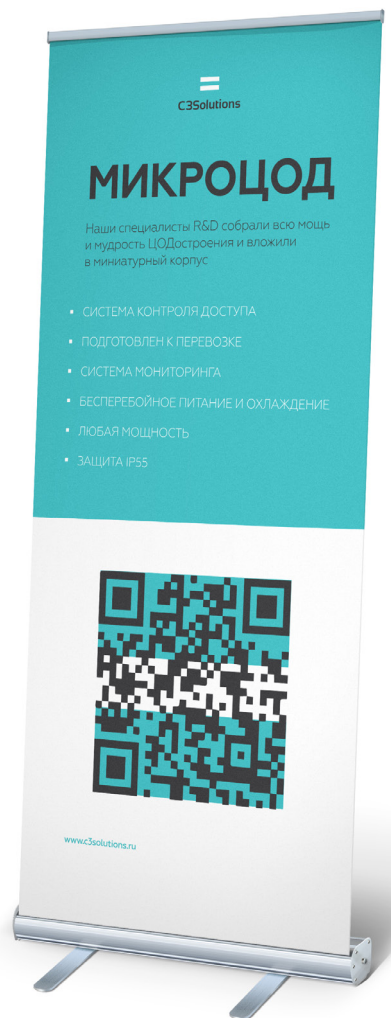 C3Solutions
МИКРОЦОД
Наши специалисты R&D собрали всю мощь
и мудрость ЦОДостроения и вложили
в миниатюрный корпус
СИСТЕМА КОНТРОЛЯ ДОСТУПА
ПОДГОТОВЛЕН К ПЕРЕВОЗКЕ
СИСТЕМА МОНИТОРИНГА
БЕСПЕРЕБОЙНОЕ ПИТАНИЕ И ОХЛАЖДЕНИЕ
ЛЮБАЯ МОЩНОСТЬ
ЗАЩИТА IP55
www.c3solutions.ru